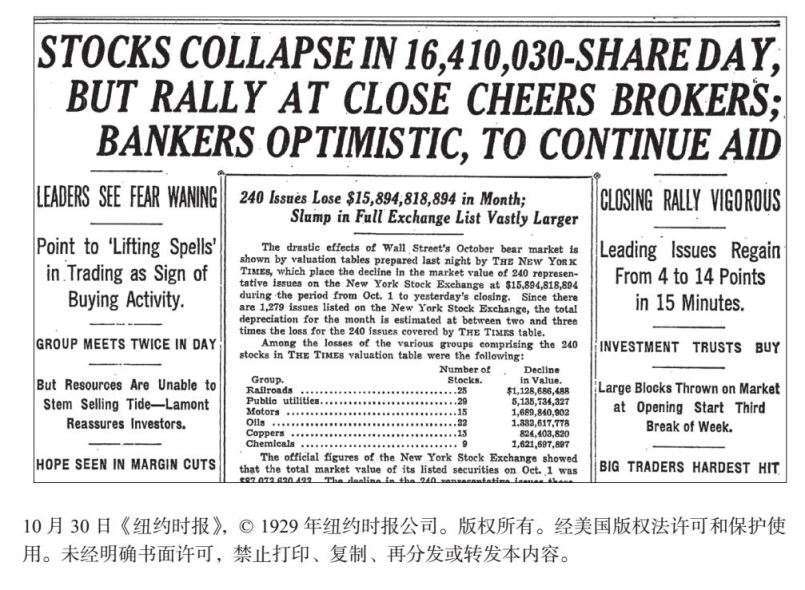 STOCKS COLLAPSE IN 16,410,030-SHARE DAY,
BUT RALLY AT CLOSE CHEERS BROKERS;
BANKERS OPTIMISTIC, TO CONTINUE AID
LEADERS SEE FEAR WANING
Point to 'Lifting Spells'
in Trading as Sign of
Buying Activity.
GROUP MEETS TWICE IN DAY
But Resources Are Unable to
Stem Selling Tide—Lamont
Reassures Investors.
HOPE SEEN IN MARGIN CUTS
240 Issues Lose $15,894,818,894 in Month;
Slump in Full Exchange List Vastly Larger
The drastic effects of Wall Street's October bear market is
shown by valuation tables prepared last night by THE NEW YORK
TIMES, which place the decline in the market value of 240 represen-
tative issues on the New York Stock Exchange at $15,894,818,894
during the period from Oct. 1 to yesterday's closing. Since there
are 1,279 issues listed on the New York Stock Exchange, the total
depreciation for the month is estimated at between two and three
times the loss for the 240 issues covered by THE TIMES table.
Among the losses of the various groups comprising the 240
stocks in THE TIMES valuation table were the following:
Number of Decline
Group. Stocks. in Value.
Railroads ................................25 $1,128,686,488
Public utilities..........................29 5,135,734,327
Motors ...................................15 1,689,840,902
Oils .....................................22 1,332,617,778
Coppers ..................................15 824,403,820
Chemicals ................................ 9 1,621,697,897
The official figures of the New York Stock Exchange showed
that the total market value of its listed securities on Oct. 1 was
$87,073,630,423. The decline in the 240 representative issues
CLOSING RALLY VIGOROUS
Leading Issues Regain
From 4 to 14 Points
in 15 Minutes.
INVESTMENT TRUSTS BUY
Large Blocks Thrown on Market
at Opening Start Third
Break of Week.
BIG TRADERS HARDEST HIT
10 月 30 日《纽约时报》，© 1929 年纽约时报公司。版权所有。经美国版权法许可和保护使
用。未经明确书面许可，禁止打印、复制、再分发或转发本内容。